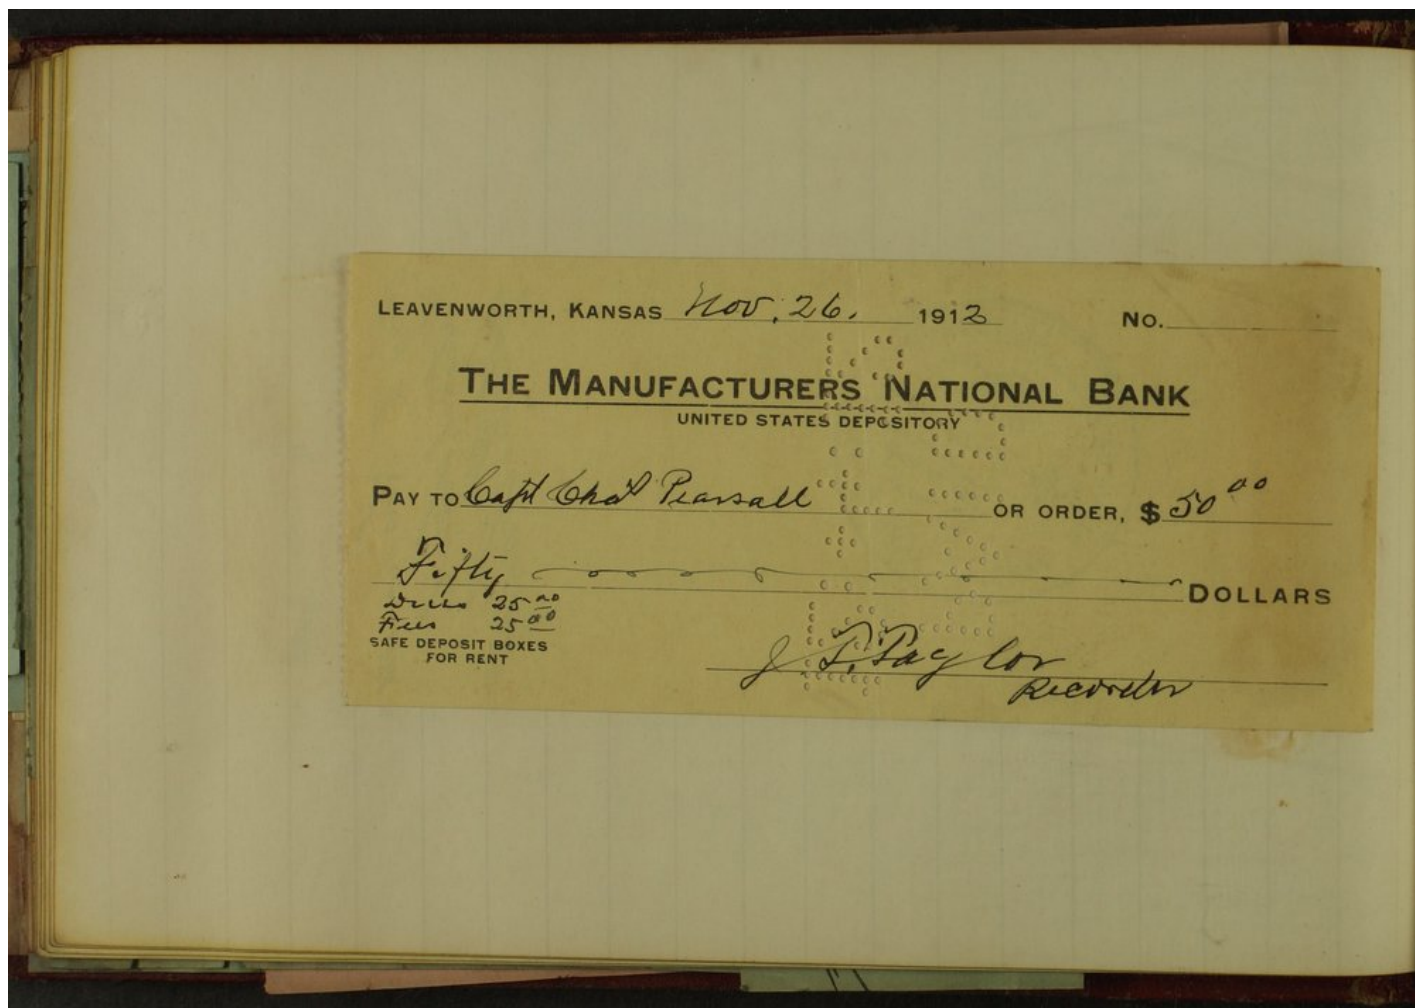 LEAVENWORTH, KANSAS Nov. 26. 1912 NO.
THE MANUFACTURERS NATIONAL BANK
UNITED STATES DEPOSITORY
PAY TO Capt Chas Pearsall OR ORDER, $ 50 00
Fifty DOLLARS
Dues 25 00
Fees 25 00
SAFE DEPOSIT BOXES
FOR RENT
J. T. Taylor
Recorder